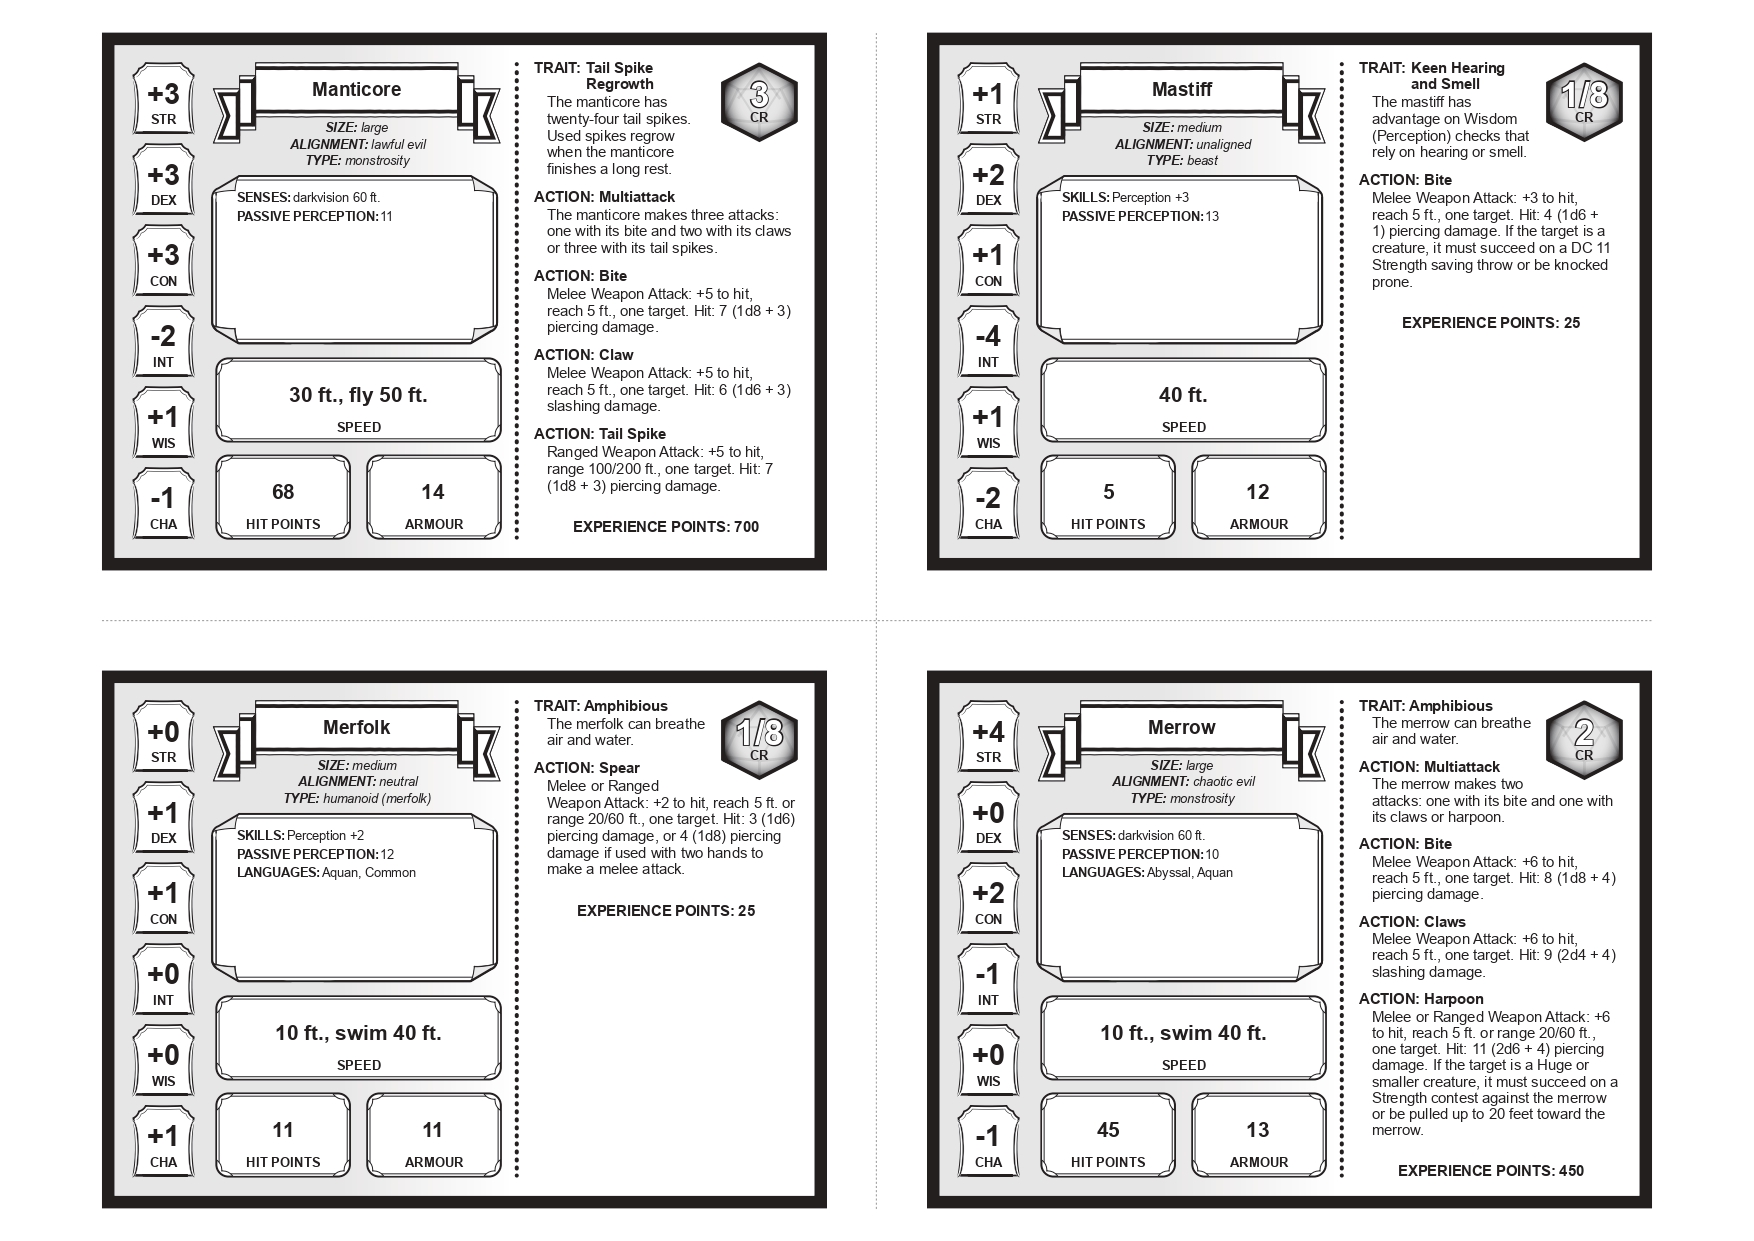 +3
STR
+3
DEX
+3
CON
-2
INT
+1
WIS
-1
CHA
Manticore
SIZE: large
ALIGNMENT: lawful evil
TYPE: monstrosity
SENSES: darkvision 60 ft.
PASSIVE PERCEPTION: 11
30 ft., fly 50 ft.
SPEED
68
HIT POINTS
14
ARMOUR
3
CR
TRAIT: Tail Spike
Regrowth
The manticore has
twenty-four tail spikes.
Used spikes regrow
when the manticore
finishes a long rest.
ACTION: Multiattack
The manticore makes three attacks:
one with its bite and two with its claws
or three with its tail spikes.
ACTION: Bite
Melee Weapon Attack: +5 to hit,
reach 5 ft., one target. Hit: 7 (1d8 + 3)
piercing damage.
ACTION: Claw
Melee Weapon Attack: +5 to hit,
reach 5 ft., one target. Hit: 6 (1d6 + 3)
slashing damage.
ACTION: Tail Spike
Ranged Weapon Attack: +5 to hit,
range 100/200 ft., one target. Hit: 7
(1d8 + 3) piercing damage.
EXPERIENCE POINTS: 700
+1
STR
+2
DEX
+1
CON
-4
INT
+1
WIS
-2
CHA
Mastiff
SIZE: medium
ALIGNMENT: unaligned
TYPE: beast
SKILLS: Perception +3
PASSIVE PERCEPTION: 13
40 ft.
SPEED
5
HIT POINTS
12
ARMOUR
1/8
CR
TRAIT: Keen Hearing
and Smell
The mastiff has
advantage on Wisdom
(Perception) checks that
rely on hearing or smell.
ACTION: Bite
Melee Weapon Attack: +3 to hit,
reach 5 ft., one target. Hit: 4 (1d6 +
1) piercing damage. If the target is a
creature, it must succeed on a DC 11
Strength saving throw or be knocked
prone.
EXPERIENCE POINTS: 25
+0
STR
+1
DEX
+1
CON
+0
INT
+0
WIS
+1
CHA
Merfolk
SIZE: medium
ALIGNMENT: neutral
TYPE: humanoid (merfolk)
SKILLS: Perception +2
PASSIVE PERCEPTION: 12
LANGUAGES: Aquan, Common
10 ft., swim 40 ft.
SPEED
11
HIT POINTS
11
ARMOUR
1/8
CR
TRAIT: Amphibious
The merfolk can breathe
air and water.
ACTION: Spear
Melee or Ranged
Weapon Attack: +2 to hit, reach 5 ft. or
range 20/60 ft., one target. Hit: 3 (1d6)
piercing damage, or 4 (1d8) piercing
damage if used with two hands to
make a melee attack.
EXPERIENCE POINTS: 25
+4
STR
+0
DEX
+2
CON
-1
INT
+0
WIS
-1
CHA
Merrow
SIZE: large
ALIGNMENT: chaotic evil
TYPE: monstrosity
SENSES: darkvision 60 ft.
PASSIVE PERCEPTION: 10
LANGUAGES: Abyssal, Aquan
10 ft., swim 40 ft.
SPEED
45
HIT POINTS
13
ARMOUR
2
CR
TRAIT: Amphibious
The merrow can breathe
air and water.
ACTION: Multiattack
The merrow makes two
attacks: one with its bite and one with
its claws or harpoon.
ACTION: Bite
Melee Weapon Attack: +6 to hit,
reach 5 ft., one target. Hit: 8 (1d8 + 4)
piercing damage.
ACTION: Claws
Melee Weapon Attack: +6 to hit,
reach 5 ft., one target. Hit: 9 (2d4 + 4)
slashing damage.
ACTION: Harpoon
Melee or Ranged Weapon Attack: +6
to hit, reach 5 ft. or range 20/60 ft.,
one target. Hit: 11 (2d6 + 4) piercing
damage. If the target is a Huge or
smaller creature, it must succeed on a
Strength contest against the merrow
or be pulled up to 20 feet toward the
merrow.
EXPERIENCE POINTS: 450